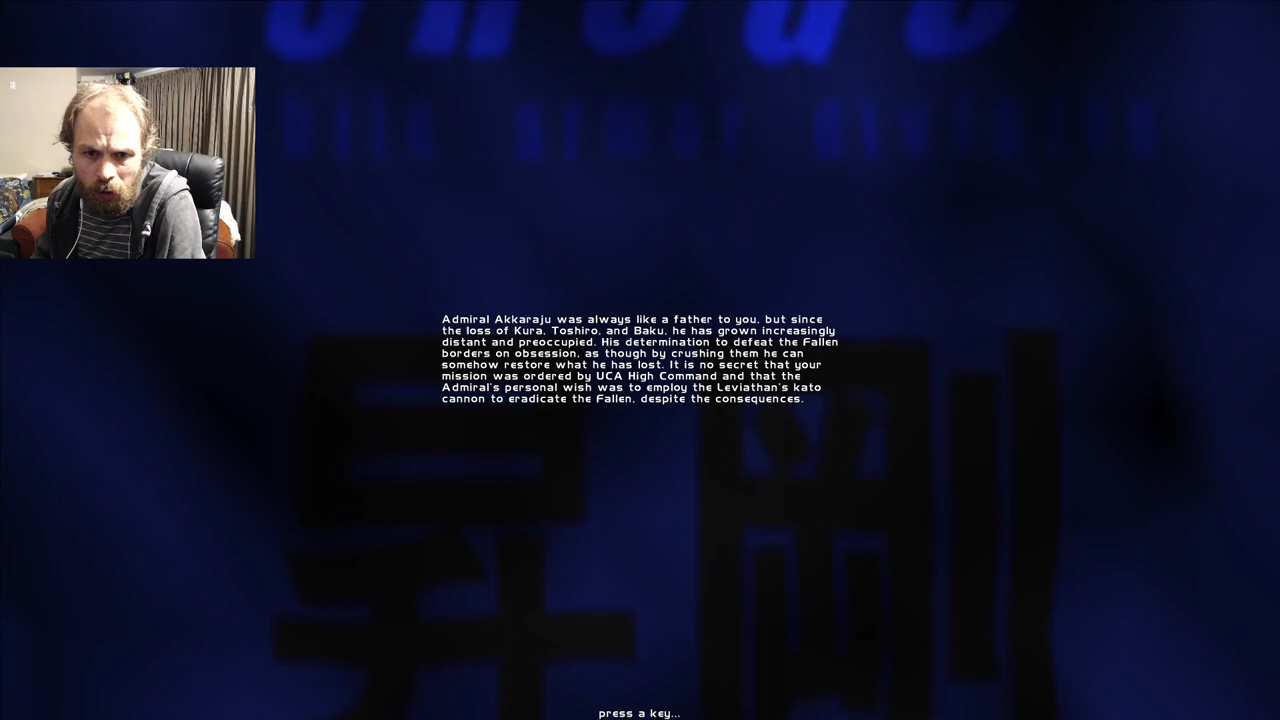 Shogo
mobile armor division
Admiral Akkaraju was always like a father to you, but since
the loss of Kura, Toshiro, and Baku, he has grown increasingly
distant and preoccupied. His determination to defeat the Fallen
borders on obsession, as though by crushing them he can
somehow restore what he has lost. It is no secret that your
mission was ordered by UCA High Command and that the
Admiral's personal wish was to employ the Leviathan's kato
cannon to eradicate the Fallen, despite the consequences.
press a key...